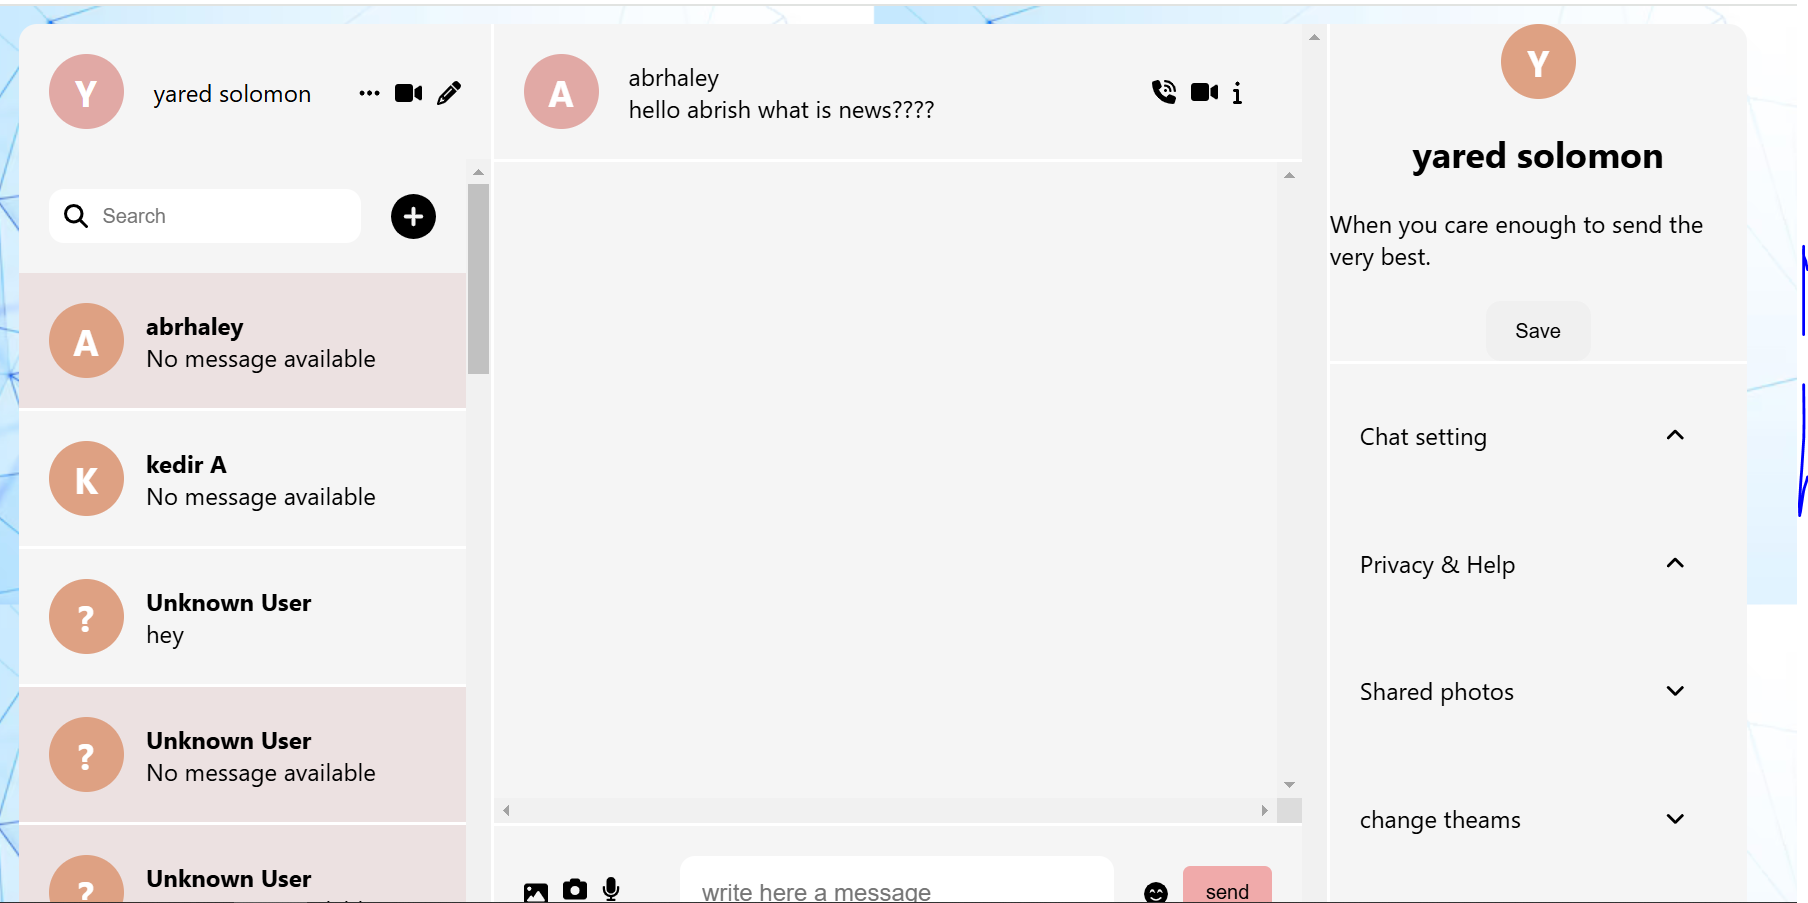 Y
yared solomon
Search
A
abrhaley
No message available
K
kedir A
No message available
?
Unknown User
hey
?
Unknown User
No message available
?
Unknown User
A
abrhaley
hello abrish what is news????
write here a message
send
Y
yared solomon
When you care enough to send the
very best.
Save
Chat setting
Privacy & Help
Shared photos
change theams